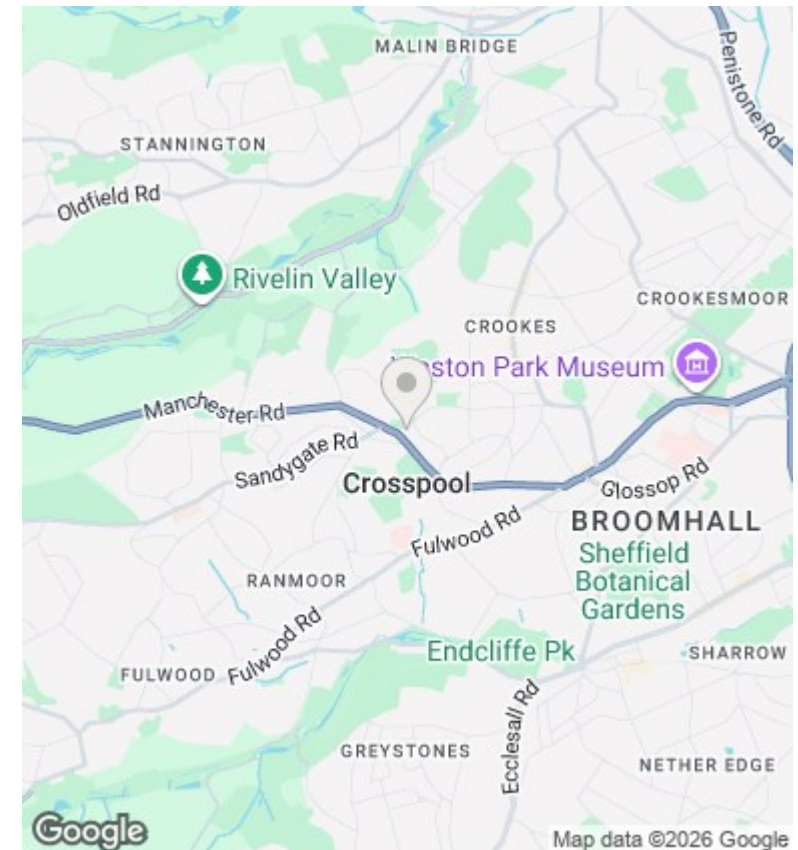 MALIN BRIDGE
Penistone Rd
STANNINGTON
Oldfield Rd
Rivelin Valley
CROOKESMOOR
CROOKES
ston Park Museum
Manchester Rd
Sandygate Rd
Crosspool
Glossop Rd
Fulwood Rd
BROOMHALL
Sheffield
Botanical
Gardens
RANMOOR
Endcliffe Pk
SHARROW
FULWOOD
Fulwood Rd
Ecclesall Rd
GREYSTONES
NETHER EDGE
Google
Map data ©2026 Google